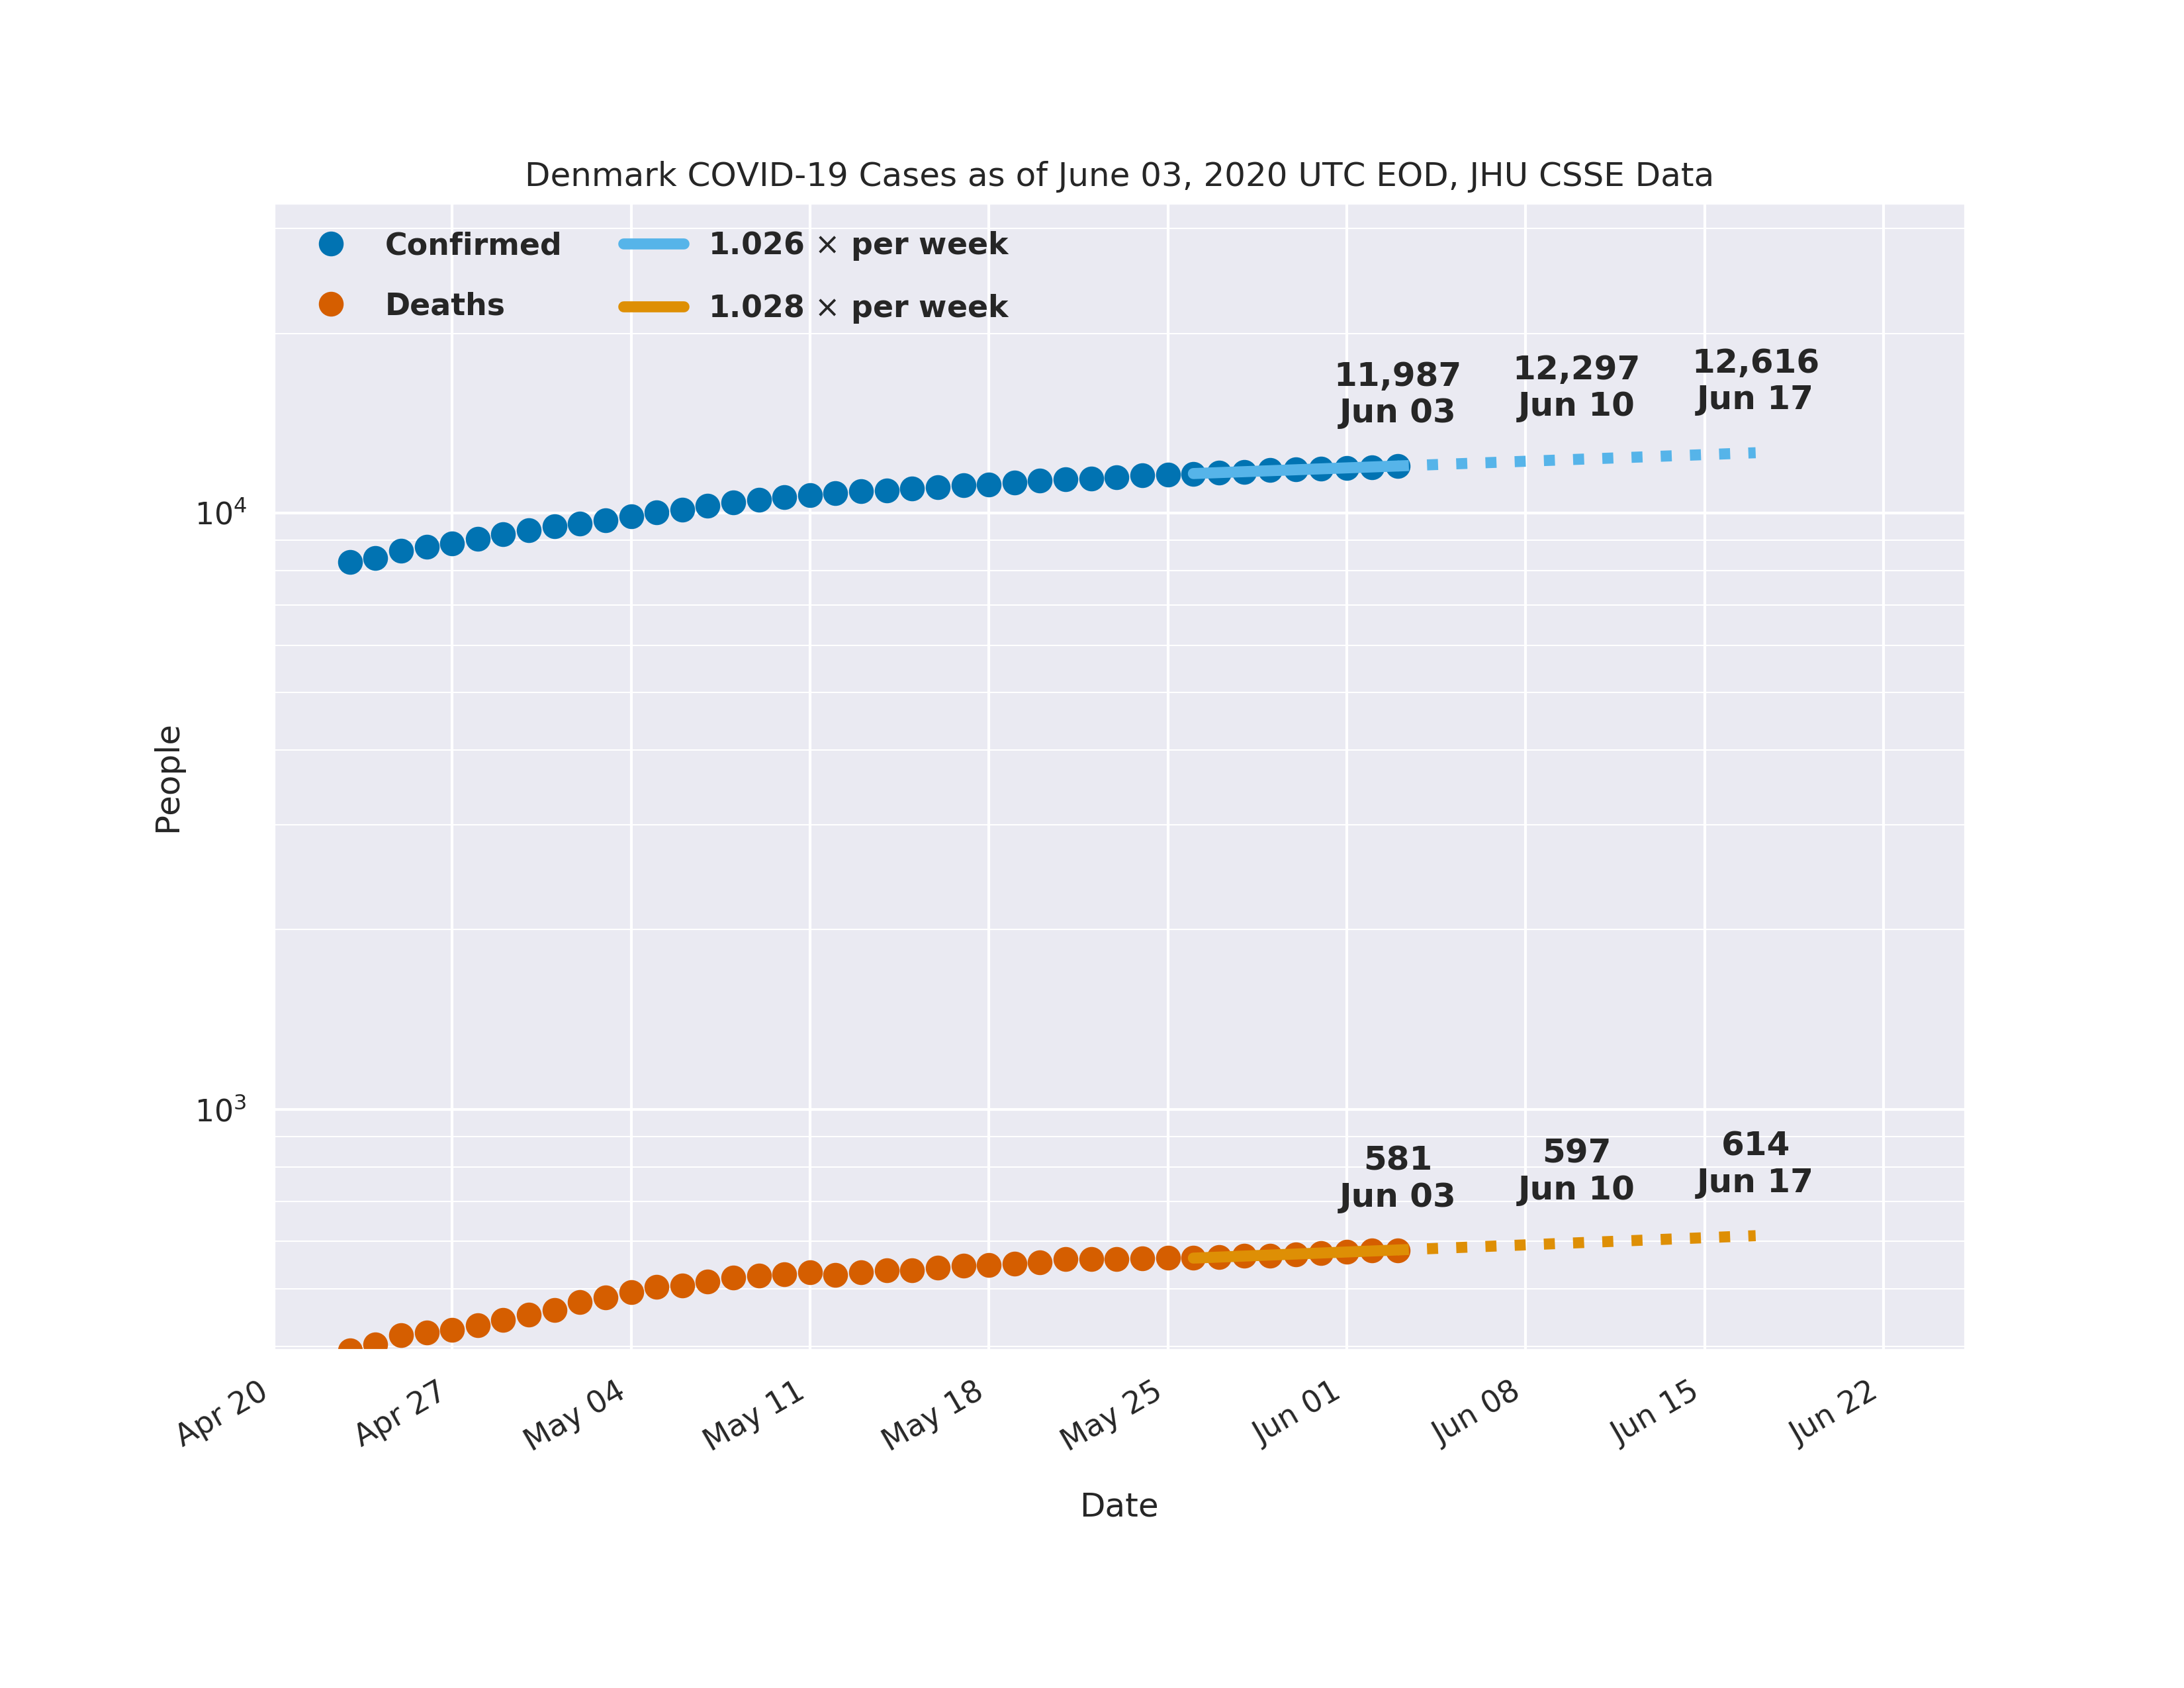 Denmark COVID-19 Cases as of June 03, 2020 UTC EOD, JHU CSSE Data
Confirmed
Deaths
1.026 × per week
1.028 × per week
11,987
Jun 03
12,297
Jun 10
12,616
Jun 17
10⁴
People
10³
581
Jun 03
597
Jun 10
614
Jun 17
Apr 20
Apr 27
May 04
May 11
May 18
May 25
Jun 01
Jun 08
Jun 15
Jun 22
Date